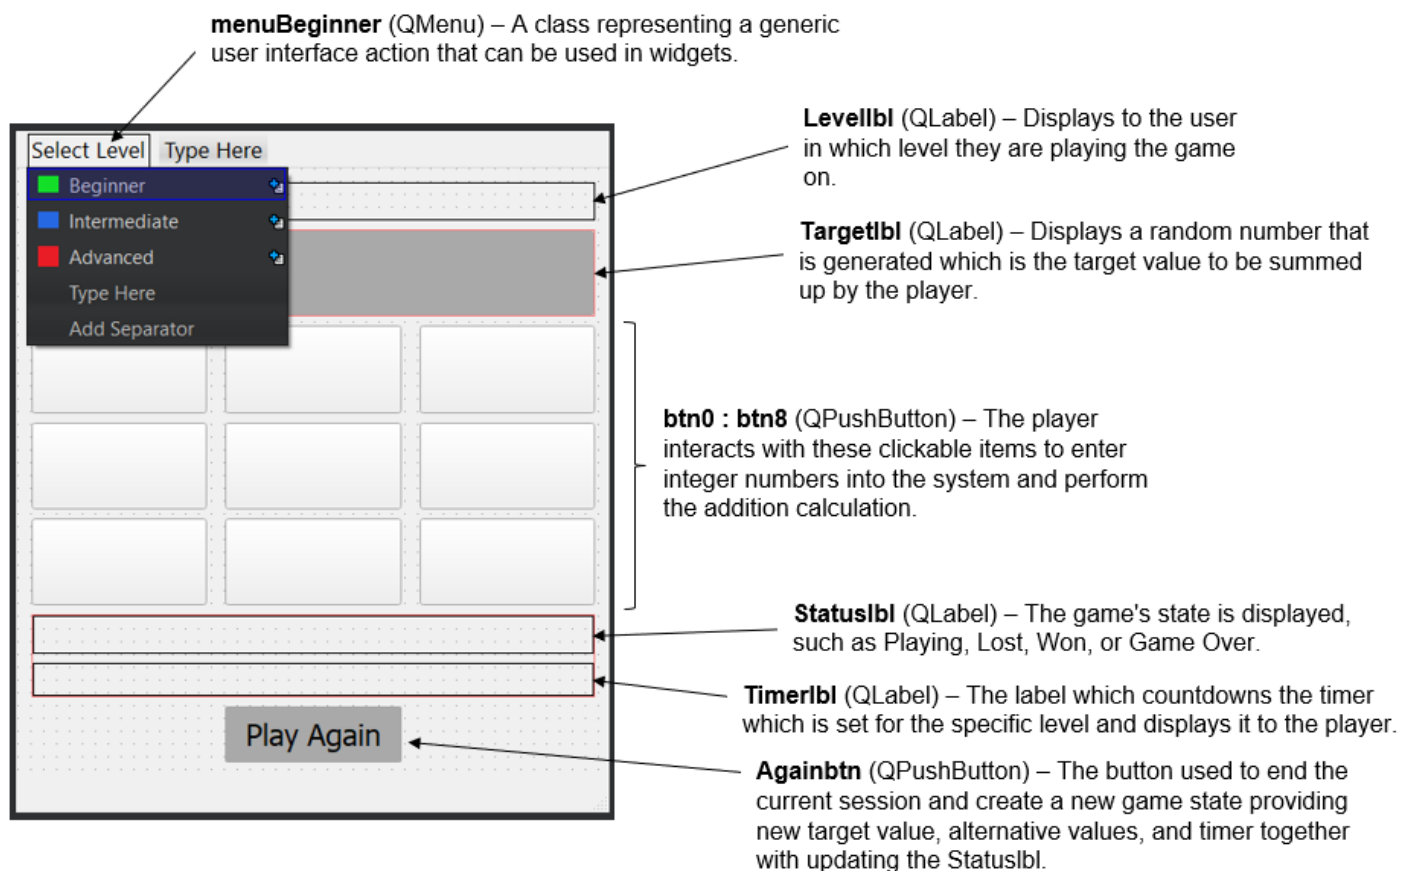 menuBeginner (QMenu) – A class representing a generic
user interface action that can be used in widgets.
Levellbl (QLabel) – Displays to the user
in which level they are playing the game
on.
Select Level Type Here
Beginner
Intermediate
Advanced
Type Here
Add Separator
Targetlbl (QLabel) – Displays a random number that
is generated which is the target value to be summed
up by the player.
btn0 : btn8 (QPushButton) – The player
interacts with these clickable items to enter
integer numbers into the system and perform
the addition calculation.
Statuslbl (QLabel) – The game's state is displayed,
such as Playing, Lost, Won, or Game Over.
Timerlbl (QLabel) – The label which countdowns the timer
which is set for the specific level and displays it to the player.
Play Again
Againbtn (QPushButton) – The button used to end the
current session and create a new game state providing
new target value, alternative values, and timer together
with updating the Statuslbl.